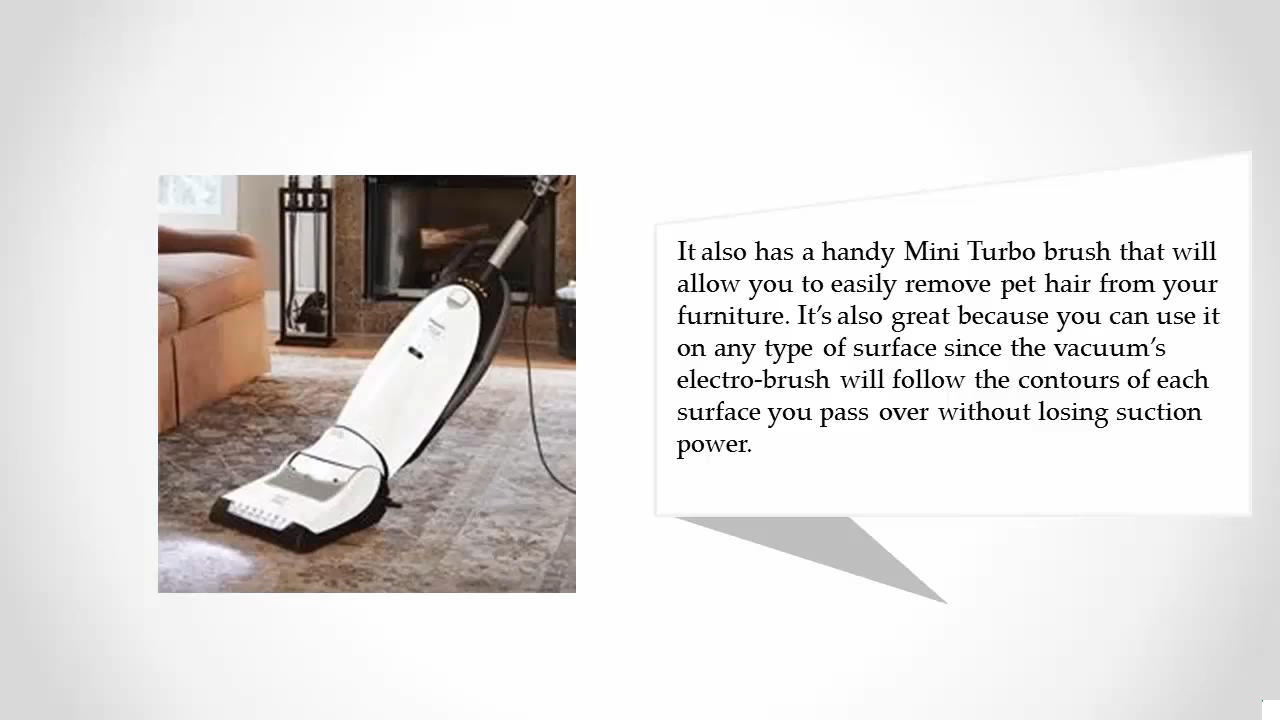 It also has a handy Mini Turbo brush that will
allow you to easily remove pet hair from your
furniture. It’s also great because you can use it
on any type of surface since the vacuum’s
electro-brush will follow the contours of each
surface you pass over without losing suction
power.